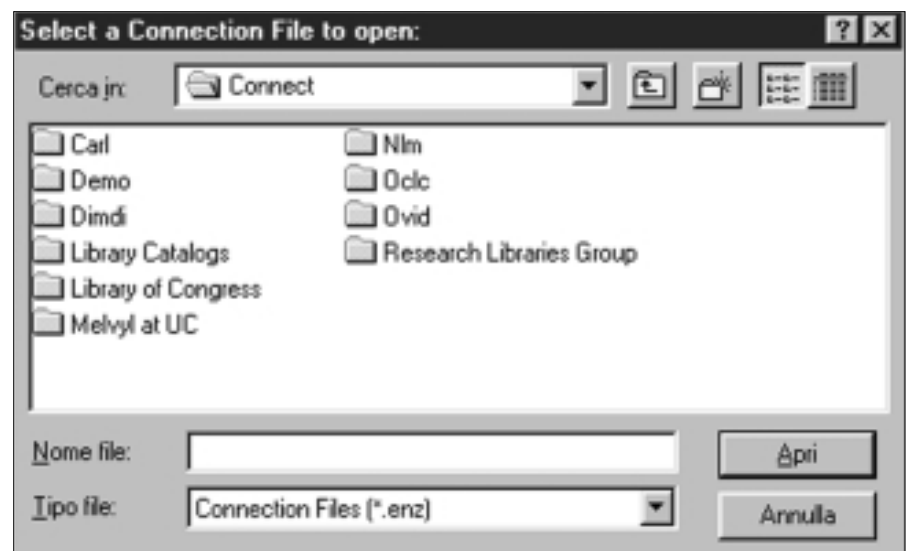 Select a Connection File to open:
Cerca in: Connect
Carl
Demo
Dimdi
Library Catalogs
Library of Congress
Melvyl at UC
Nlm
Oclc
Ovid
Research Libraries Group
Nome file:
Apri
Tipo file: Connection Files (*.enz)
Annulla